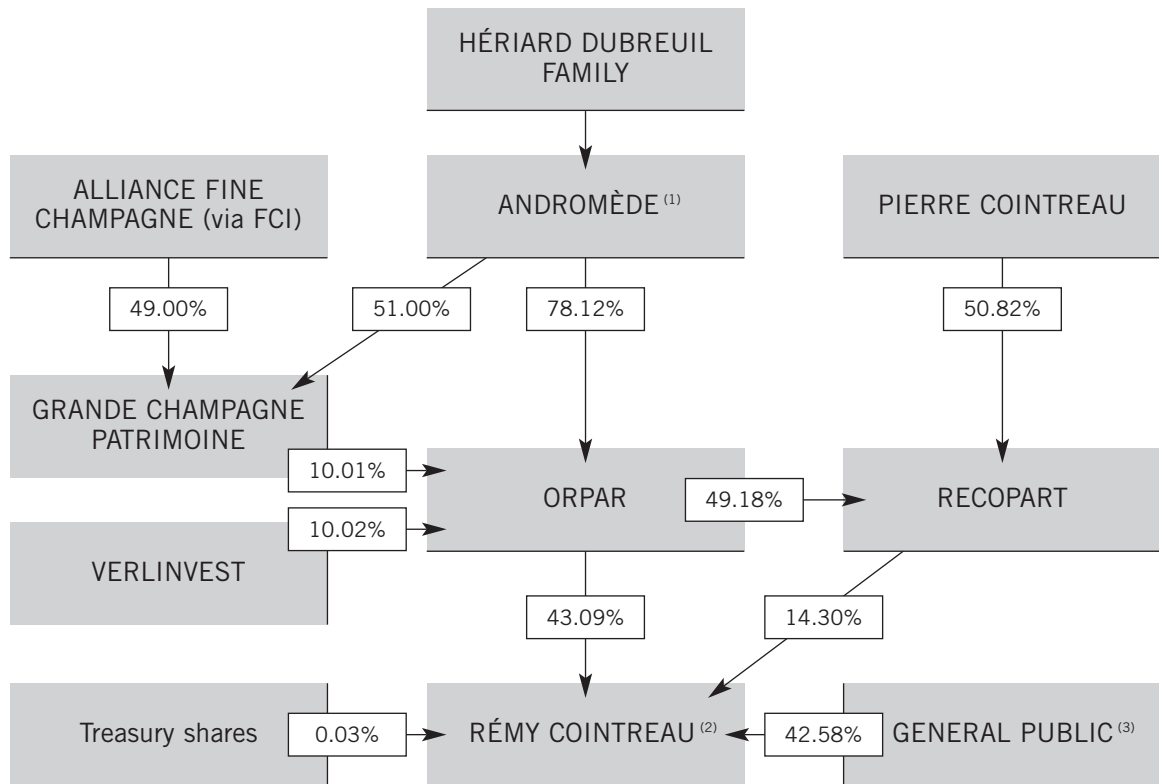 HÉRIARD DUBREUIL
FAMILY
ALLIANCE FINE
CHAMPAGNE (via FCI)
ANDROMÈDE (1)
PIERRE COINTREAU
49.00%
51.00%
78.12%
50.82%
GRANDE CHAMPAGNE
PATRIMOINE
10.01%
ORPAR
49.18%
RECOPART
10.02%
VERLINVEST
43.09%
14.30%
Treasury shares
0.03%
RÉMY COINTREAU (2)
42.58%
GENERAL PUBLIC (3)